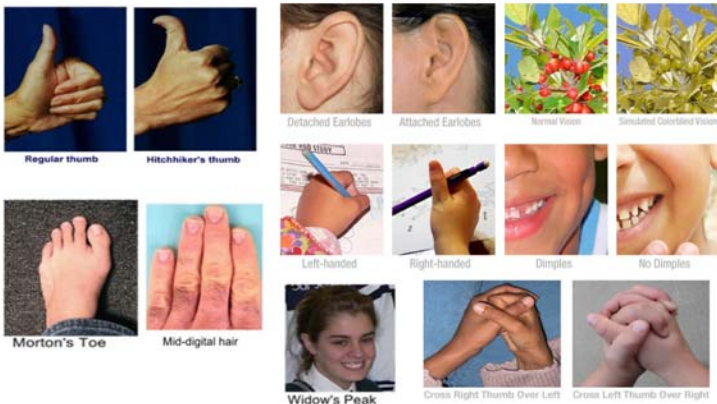 Regular thumb
Hitchhiker's thumb
Detached Earlobes
Attached Earlobes
Normal Vision
Simulated Colorblind Vision
Left-handed
Right-handed
Dimples
No Dimples
Morton's Toe
Mid-digital hair
Widow's Peak
Cross Right Thumb Over Left
Cross Left Thumb Over Right